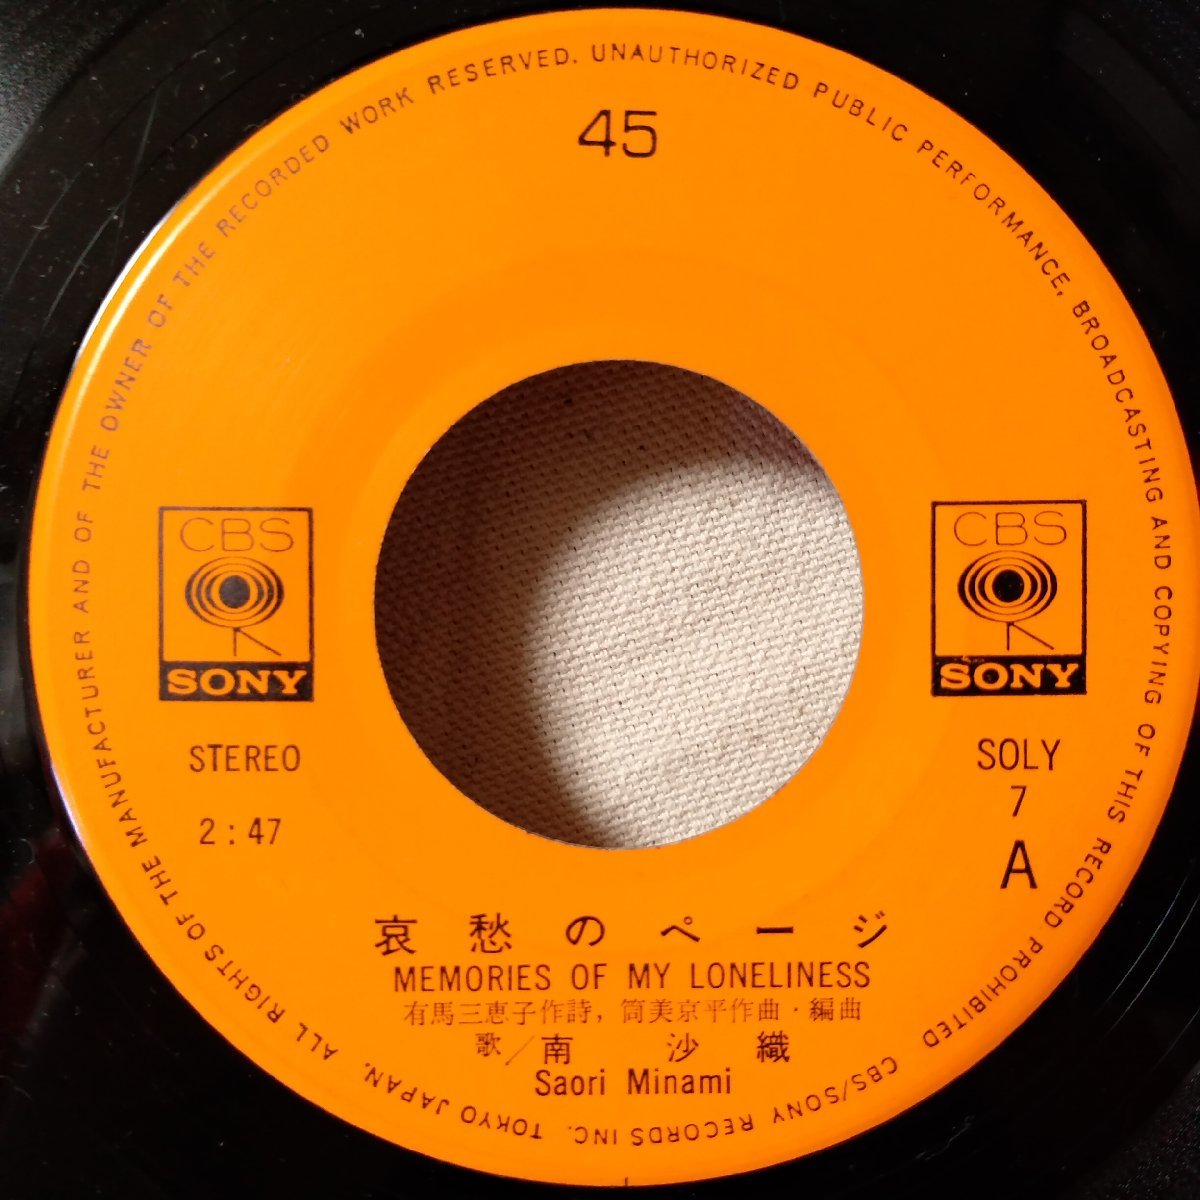 ALL RIGHTS OF THE MANUFACTURER AND OF THE OWNER OF THE RECORDED WORK RESERVED. UNAUTHORIZED PUBLIC PERFORMANCE, BROADCASTING AND COPYING OF THIS RECORD PROHIBITED
CBS/SONY RECORDS INC. TOKYO JAPAN.
45
CBS
SONY
CBS
SONY
STEREO
2:47
SOLY
7
A
哀愁のページ
MEMORIES OF MY LONELINESS
有馬三恵子作詩, 筒美京平作曲・編曲
歌/南 沙 織
Saori Minami